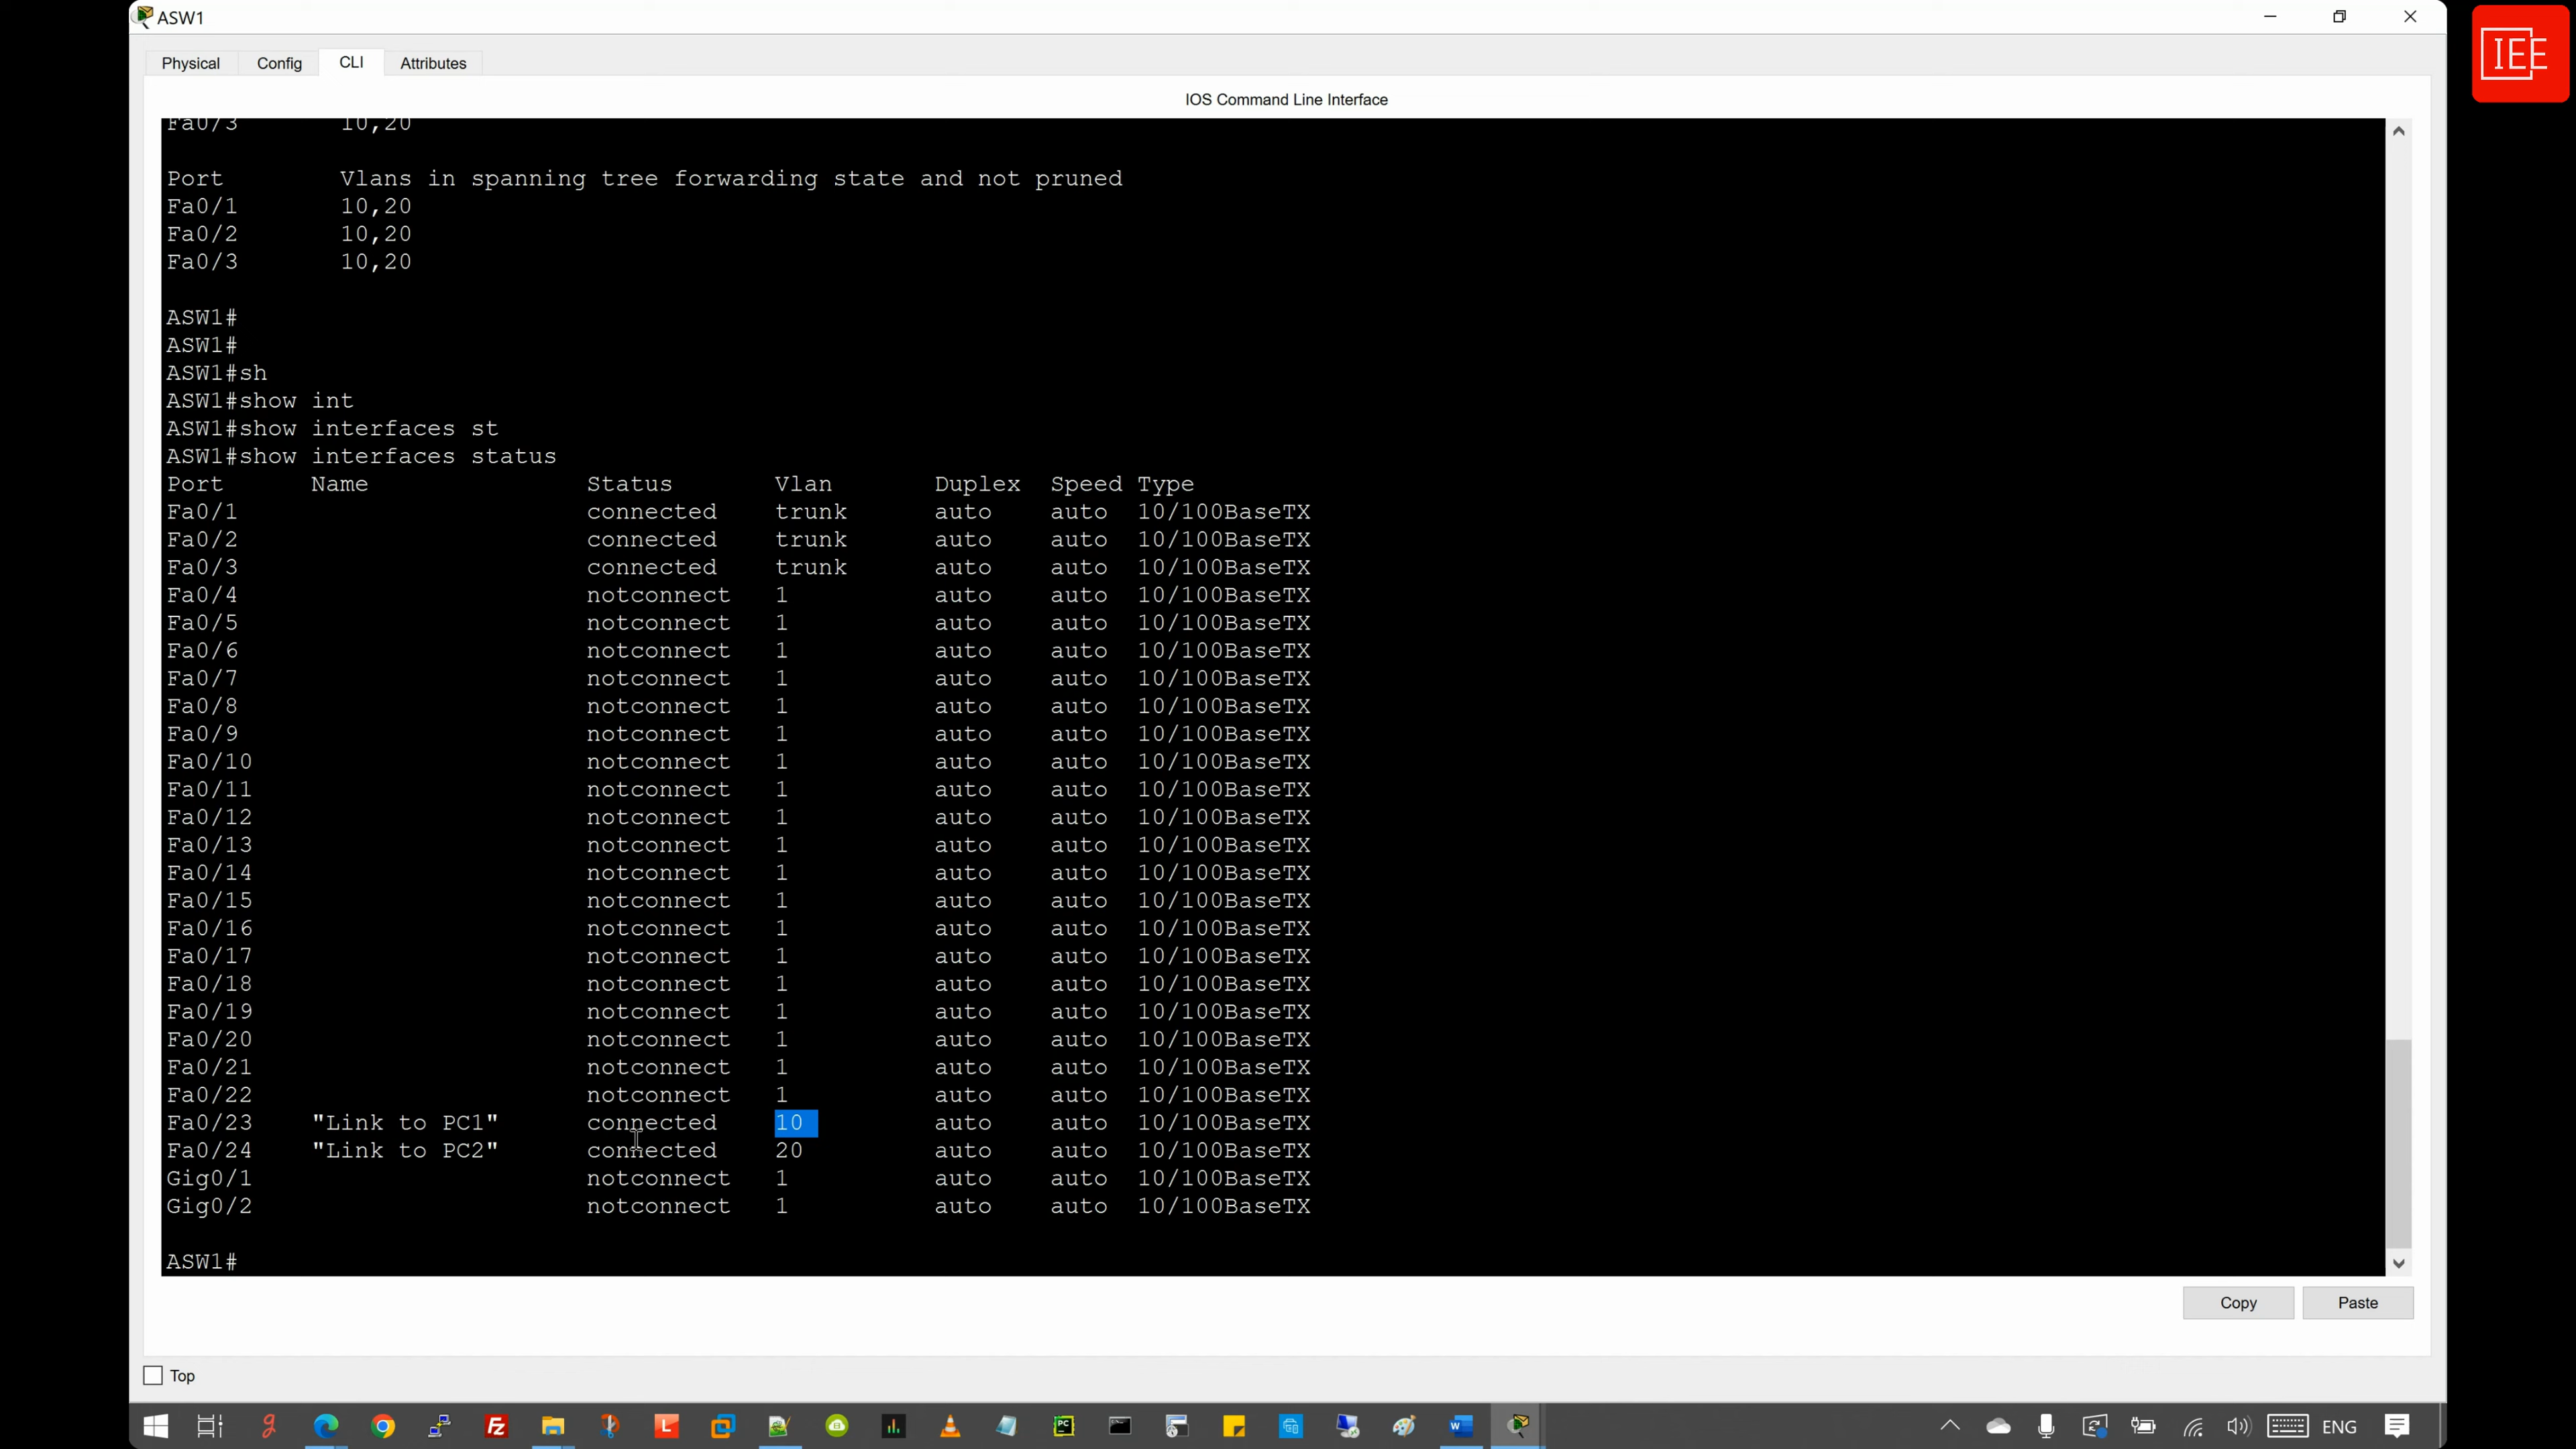 ASW1
IEE
Physical Config CLI Attributes
IOS Command Line Interface
Fa0/3 10,20
Port Vlans in spanning tree forwarding state and not pruned
Fa0/1 10,20
Fa0/2 10,20
Fa0/3 10,20
ASW1#
ASW1#
ASW1#sh
ASW1#show int
ASW1#show interfaces st
ASW1#show interfaces status
Port Name Status Vlan Duplex Speed Type
Fa0/1 connected trunk auto auto 10/100BaseTX
Fa0/2 connected trunk auto auto 10/100BaseTX
Fa0/3 connected trunk auto auto 10/100BaseTX
Fa0/4 notconnect 1 auto auto 10/100BaseTX
Fa0/5 notconnect 1 auto auto 10/100BaseTX
Fa0/6 notconnect 1 auto auto 10/100BaseTX
Fa0/7 notconnect 1 auto auto 10/100BaseTX
Fa0/8 notconnect 1 auto auto 10/100BaseTX
Fa0/9 notconnect 1 auto auto 10/100BaseTX
Fa0/10 notconnect 1 auto auto 10/100BaseTX
Fa0/11 notconnect 1 auto auto 10/100BaseTX
Fa0/12 notconnect 1 auto auto 10/100BaseTX
Fa0/13 notconnect 1 auto auto 10/100BaseTX
Fa0/14 notconnect 1 auto auto 10/100BaseTX
Fa0/15 notconnect 1 auto auto 10/100BaseTX
Fa0/16 notconnect 1 auto auto 10/100BaseTX
Fa0/17 notconnect 1 auto auto 10/100BaseTX
Fa0/18 notconnect 1 auto auto 10/100BaseTX
Fa0/19 notconnect 1 auto auto 10/100BaseTX
Fa0/20 notconnect 1 auto auto 10/100BaseTX
Fa0/21 notconnect 1 auto auto 10/100BaseTX
Fa0/22 notconnect 1 auto auto 10/100BaseTX
Fa0/23 "Link to PC1" connected 10 auto auto 10/100BaseTX
Fa0/24 "Link to PC2" connected 20 auto auto 10/100BaseTX
Gig0/1 notconnect 1 auto auto 10/100BaseTX
Gig0/2 notconnect 1 auto auto 10/100BaseTX
ASW1#
Copy Paste
Top
ENG